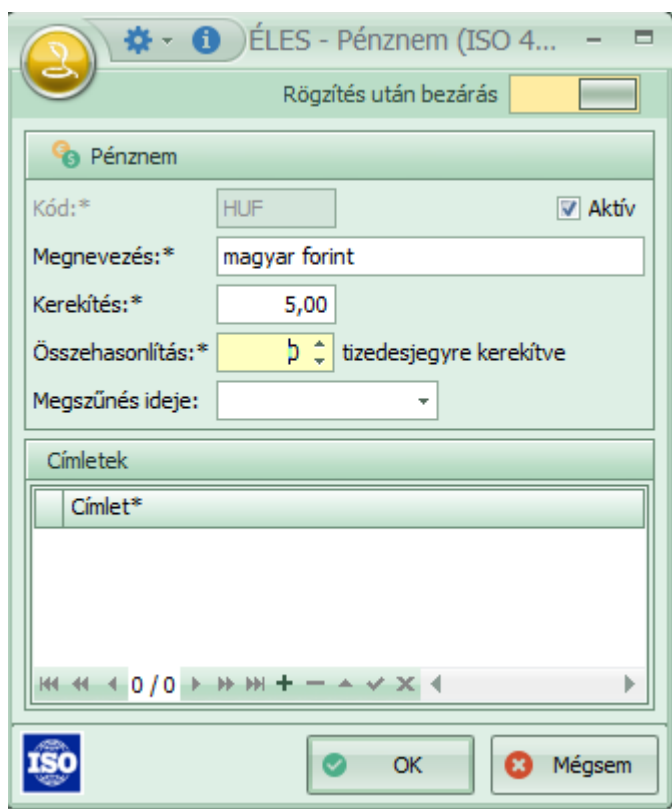 ÉLES - Pénznem (ISO 4...
Rögzítés után bezárás
Pénznem
Kód:* HUF Aktív
Megnevezés:* magyar forint
Kerekítés:* 5,00
Összehasonlítás:* 0 tizedesjegyre kerekítve
Megszűnés ideje:
Címletek
Címlet*
0 / 0
ISO OK Mégsem